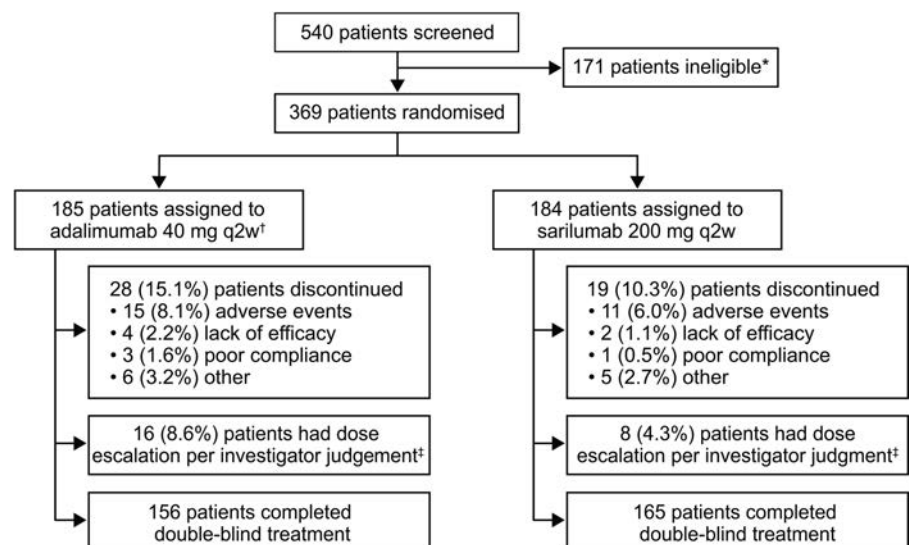 540 patients screened
171 patients ineligible*
369 patients randomised
185 patients assigned to
adalimumab 40 mg q2w†
184 patients assigned to
sarilumab 200 mg q2w
28 (15.1%) patients discontinued
• 15 (8.1%) adverse events
• 4 (2.2%) lack of efficacy
• 3 (1.6%) poor compliance
• 6 (3.2%) other
19 (10.3%) patients discontinued
• 11 (6.0%) adverse events
• 2 (1.1%) lack of efficacy
• 1 (0.5%) poor compliance
• 5 (2.7%) other
16 (8.6%) patients had dose
escalation per investigator judgement‡
8 (4.3%) patients had dose
escalation per investigator judgment‡
156 patients completed
double-blind treatment
165 patients completed
double-blind treatment